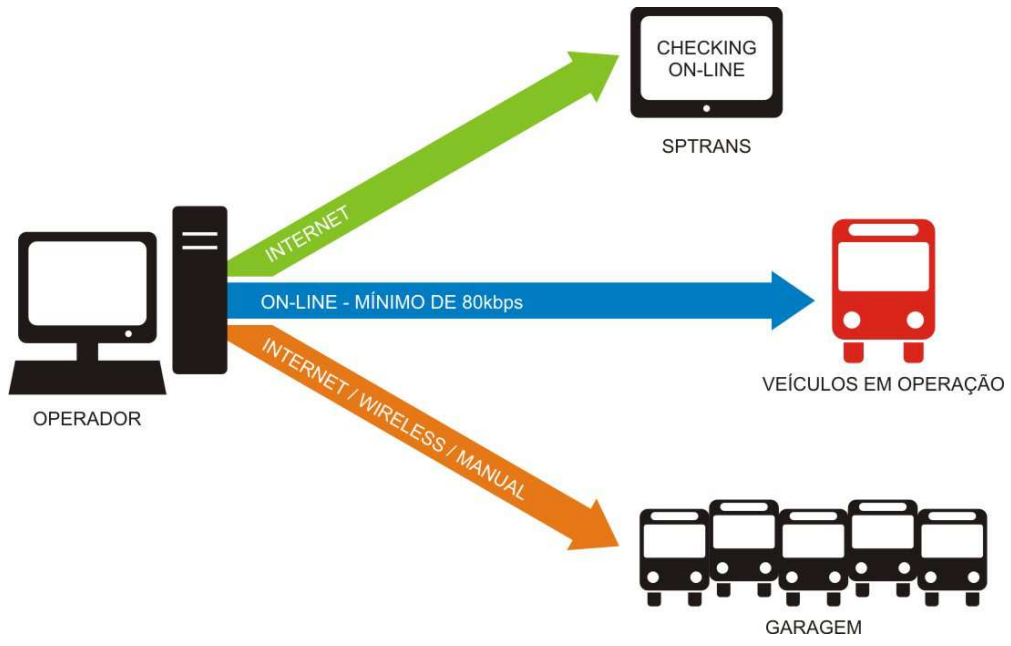 CHECKING
ON-LINE
SPTRANS
INTERNET
ON-LINE - MÍNIMO DE 80kbps
VEÍCULOS EM OPERAÇÃO
OPERADOR
INTERNET / WIRELESS / MANUAL
GARAGEM